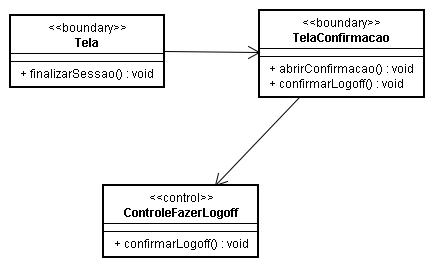 <<boundary>>
Tela
+ finalizarSessao() : void
<<boundary>>
TelaConfirmacao
+ abrirConfirmacao() : void
+ confirmarLogoff() : void
<<control>>
ControleFazerLogoff
+ confirmarLogoff() : void